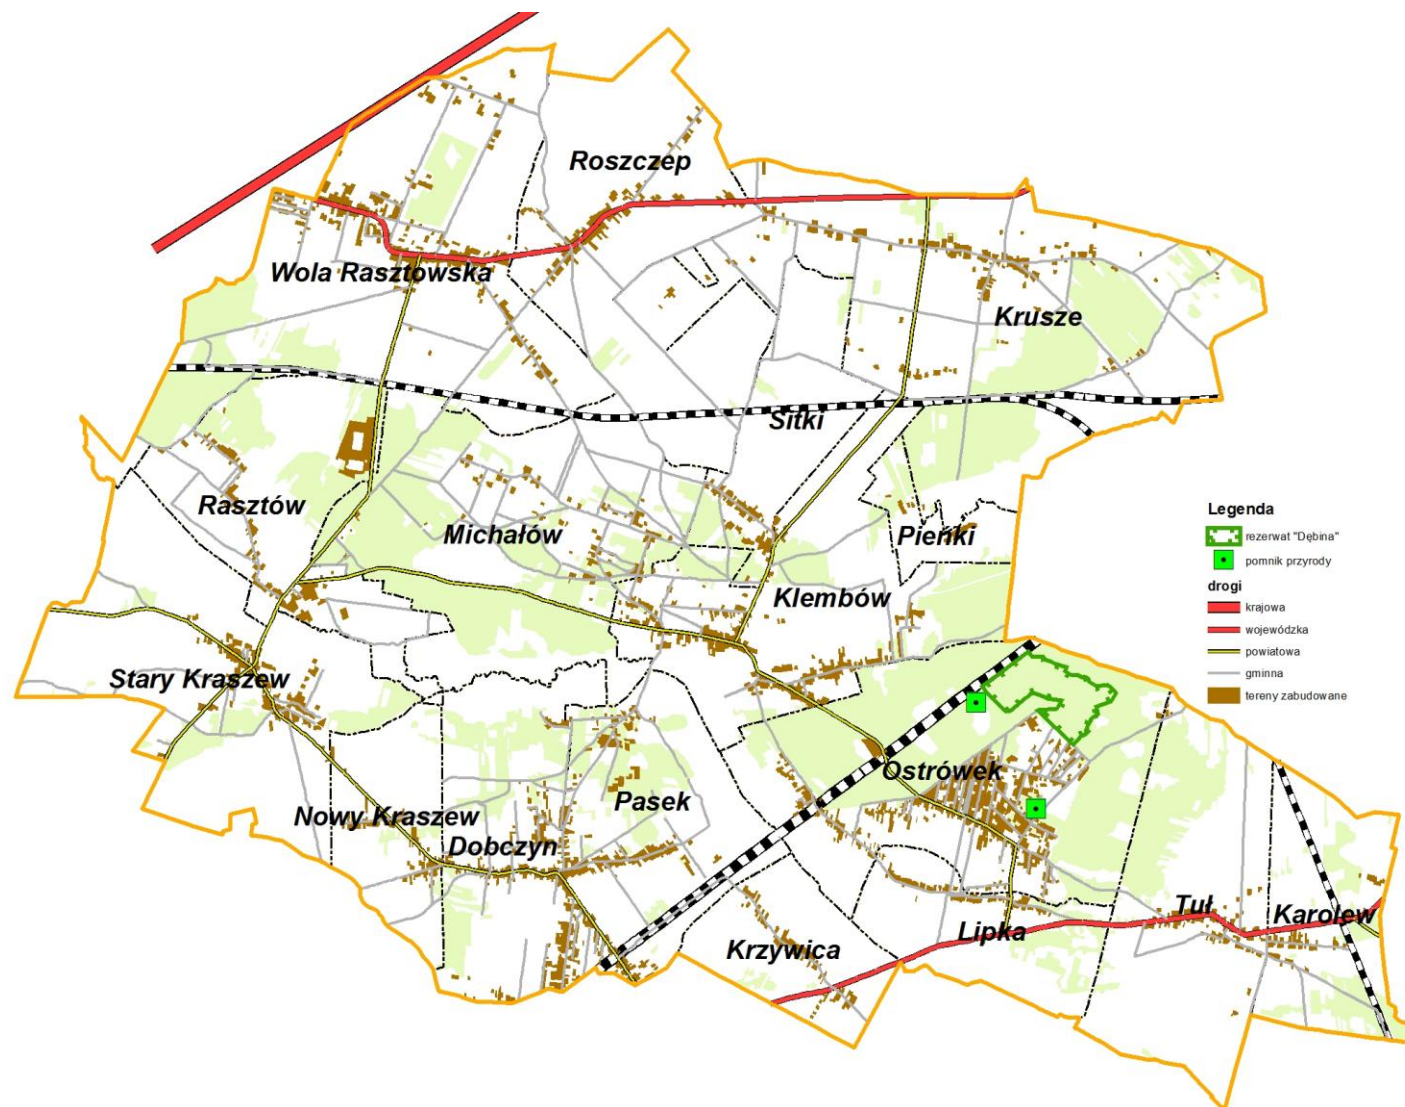 Roszczep
Wola Rasztowska
Krusze
Sitki
Rasztów
Michałów
Pieńki
Klembów
Stary Kraszew
Ostrówek
Nowy Kraszew
Pasek
Dobczyn
Tuł
Karolew
Lipka
Krzywica
Legenda
rezerwat "Dębina"
pomnik przyrody
drogi
krajowa
wojewódzka
powiatowa
gminna
tereny zabudowane